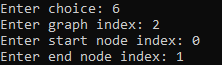 Enter choice: 6
Enter graph index: 2
Enter start node index: 0
Enter end node index: 1